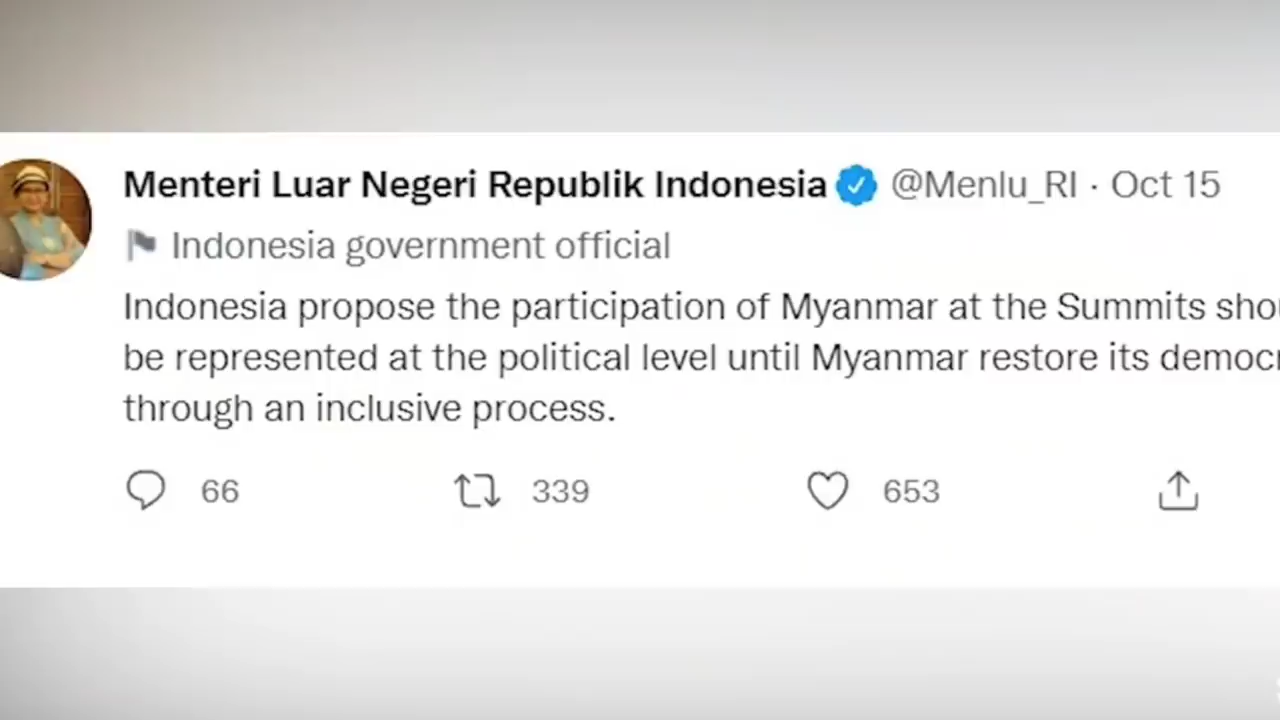 Menteri Luar Negeri Republik Indonesia @Menlu_RI · Oct 15
Indonesia government official
Indonesia propose the participation of Myanmar at the Summits
be represented at the political level until Myanmar restore its
through an inclusive process.
66 339 653